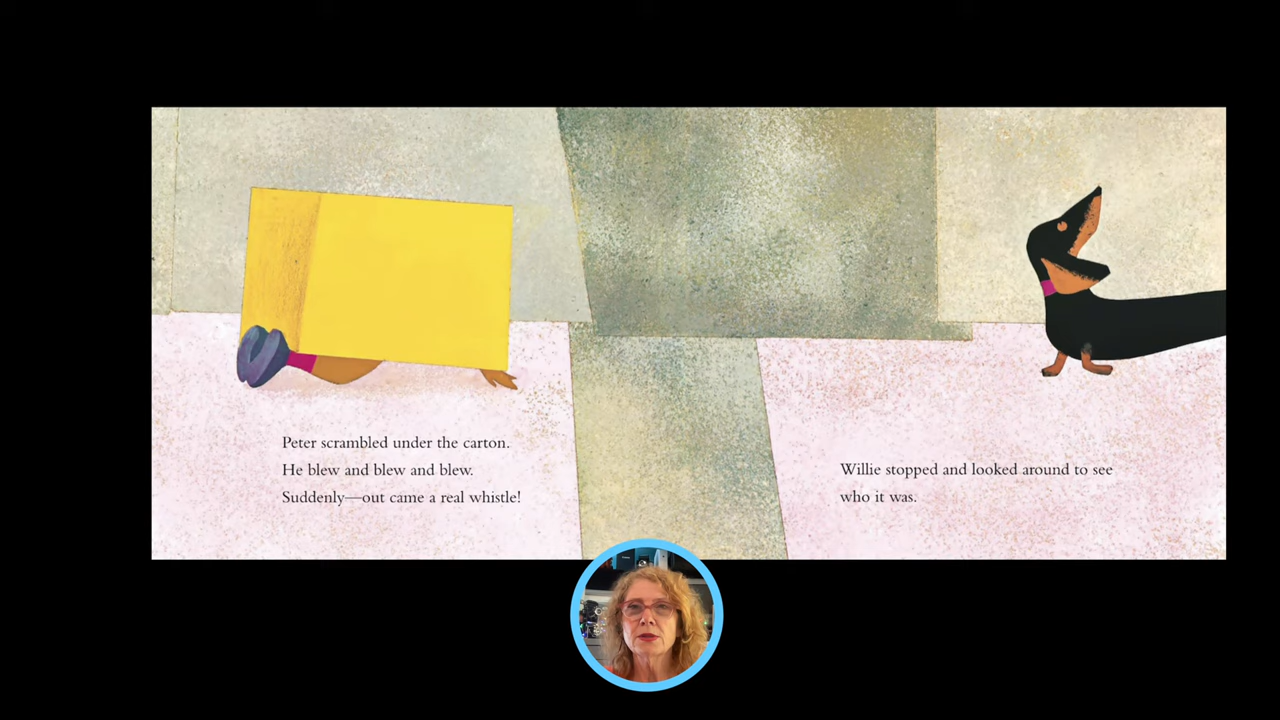 Peter scrambled under the carton.
He blew and blew and blew.
Suddenly—out came a real whistle!
Willie stopped and looked around to see
who it was.